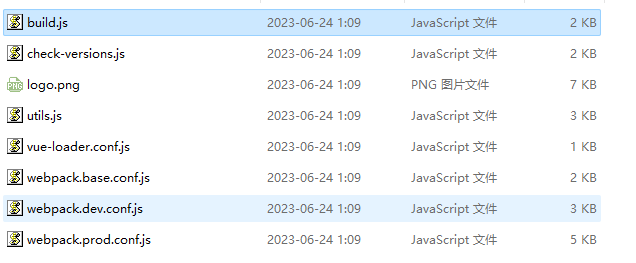 build.js 2023-06-24 1:09 JavaScript 文件 2 KB
check-versions.js 2023-06-24 1:09 JavaScript 文件 2 KB
PNG logo.png 2023-06-24 1:09 PNG 图片文件 7 KB
utils.js 2023-06-24 1:09 JavaScript 文件 3 KB
vue-loader.conf.js 2023-06-24 1:09 JavaScript 文件 1 KB
webpack.base.conf.js 2023-06-24 1:09 JavaScript 文件 2 KB
webpack.dev.conf.js 2023-06-24 1:09 JavaScript 文件 3 KB
webpack.prod.conf.js 2023-06-24 1:09 JavaScript 文件 5 KB